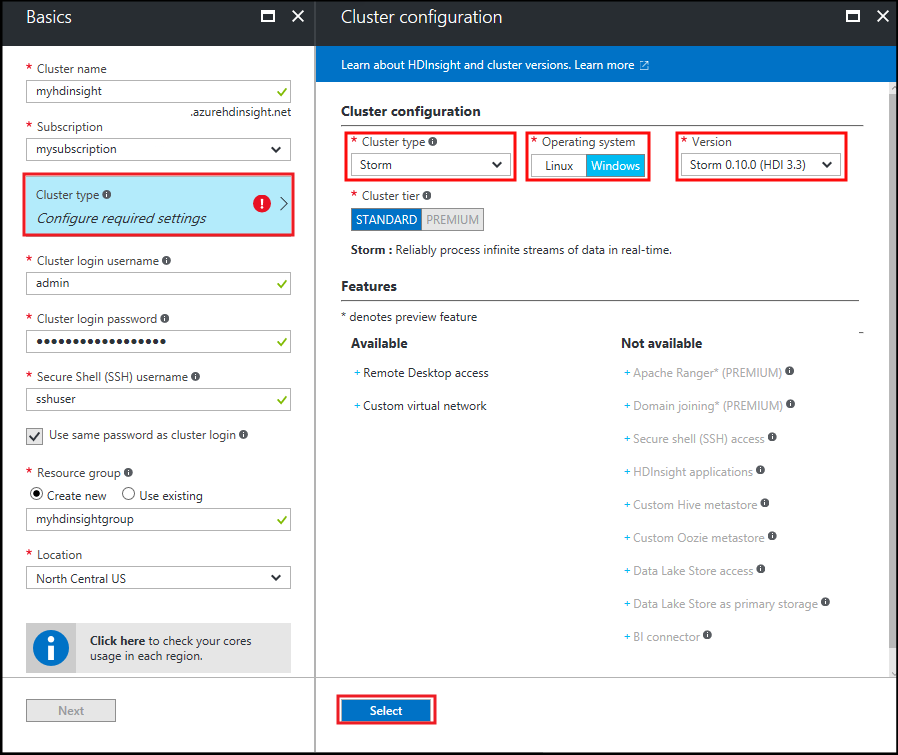 Basics
* Cluster name
myhdinsight
.azurehdinsight.net
* Subscription
mysubscription
Cluster type
Configure required settings
* Cluster login username
admin
* Cluster login password
••••••••••••••••••
* Secure Shell (SSH) username
sshuser
Use same password as cluster login
* Resource group
Create new Use existing
myhdinsightgroup
* Location
North Central US
Click here to check your cores
usage in each region.
Next
Cluster configuration
Learn about HDInsight and cluster versions. Learn more
Cluster configuration
* Cluster type * Operating system * Version
Storm Linux Windows Storm 0.10.0 (HDI 3.3)
* Cluster tier
STANDARD PREMIUM
Storm : Reliably process infinite streams of data in real-time.
Features
* denotes preview feature
Available
+ Remote Desktop access
+ Custom virtual network
Not available
+ Apache Ranger* (PREMIUM)
+ Domain joining* (PREMIUM)
+ Secure shell (SSH) access
+ HDInsight applications
+ Custom Hive metastore
+ Custom Oozie metastore
+ Data Lake Store access
+ Data Lake Store as primary storage
+ BI connector
Select